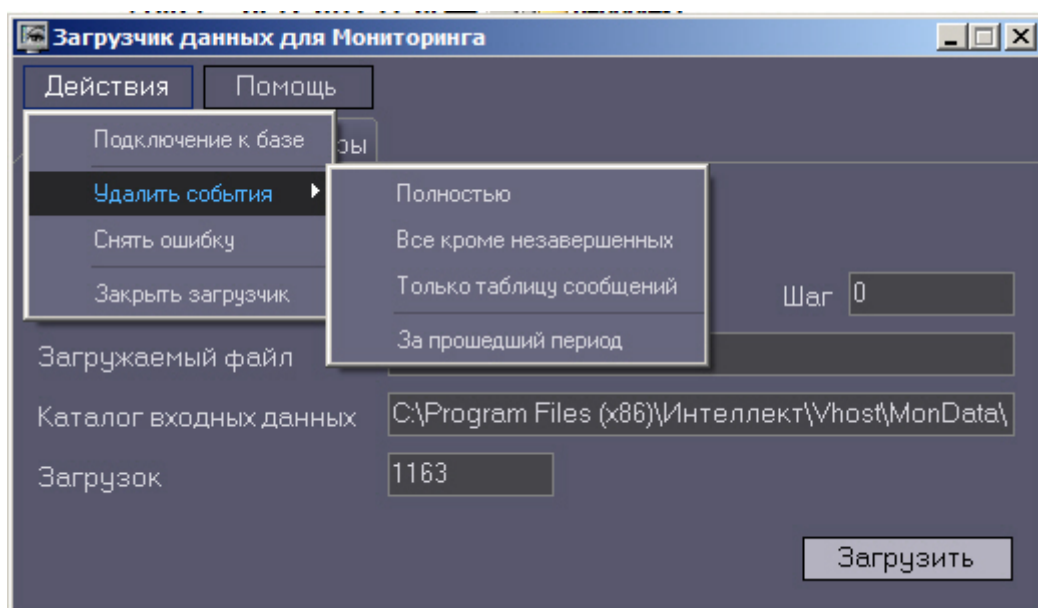 Загрузчик данных для Мониторинга
Действия Помощь
Подключение к базе
Удалить события
Снять ошибку
Закрыть загрузчик
Полностью
Все кроме незавершенных
Только таблицу сообщений
За прошедший период
Шаг 0
Загружаемый файл
Каталог входных данных C:\Program Files (x86)\Интеллект\Vhost\MonData\
Загрузок 1163
Загрузить